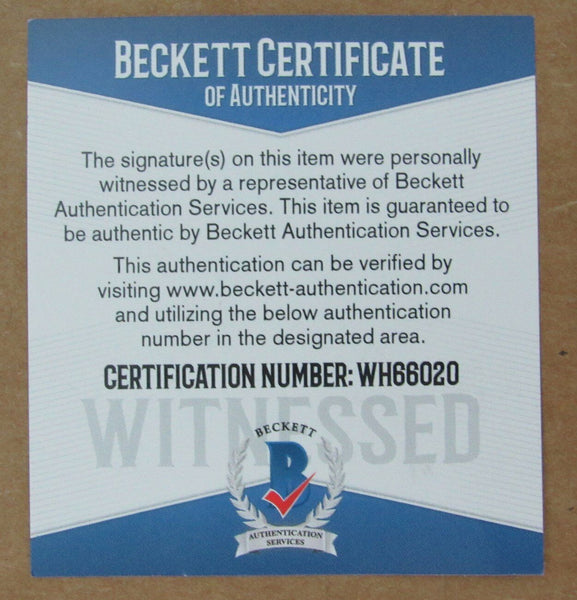 BECKETT CERTIFICATE
OF AUTHENTICITY
The signature(s) on this item were personally
witnessed by a representative of Beckett
Authentication Services. This item is guaranteed to
be authentic by Beckett Authentication Services.
This authentication can be verified by
visiting www.beckett-authentication.com
and utilizing the below authentication
number in the designated area.
CERTIFICATION NUMBER: WH66020
WITNESSED
BECKETT
B
AUTHENTICATION
SERVICES